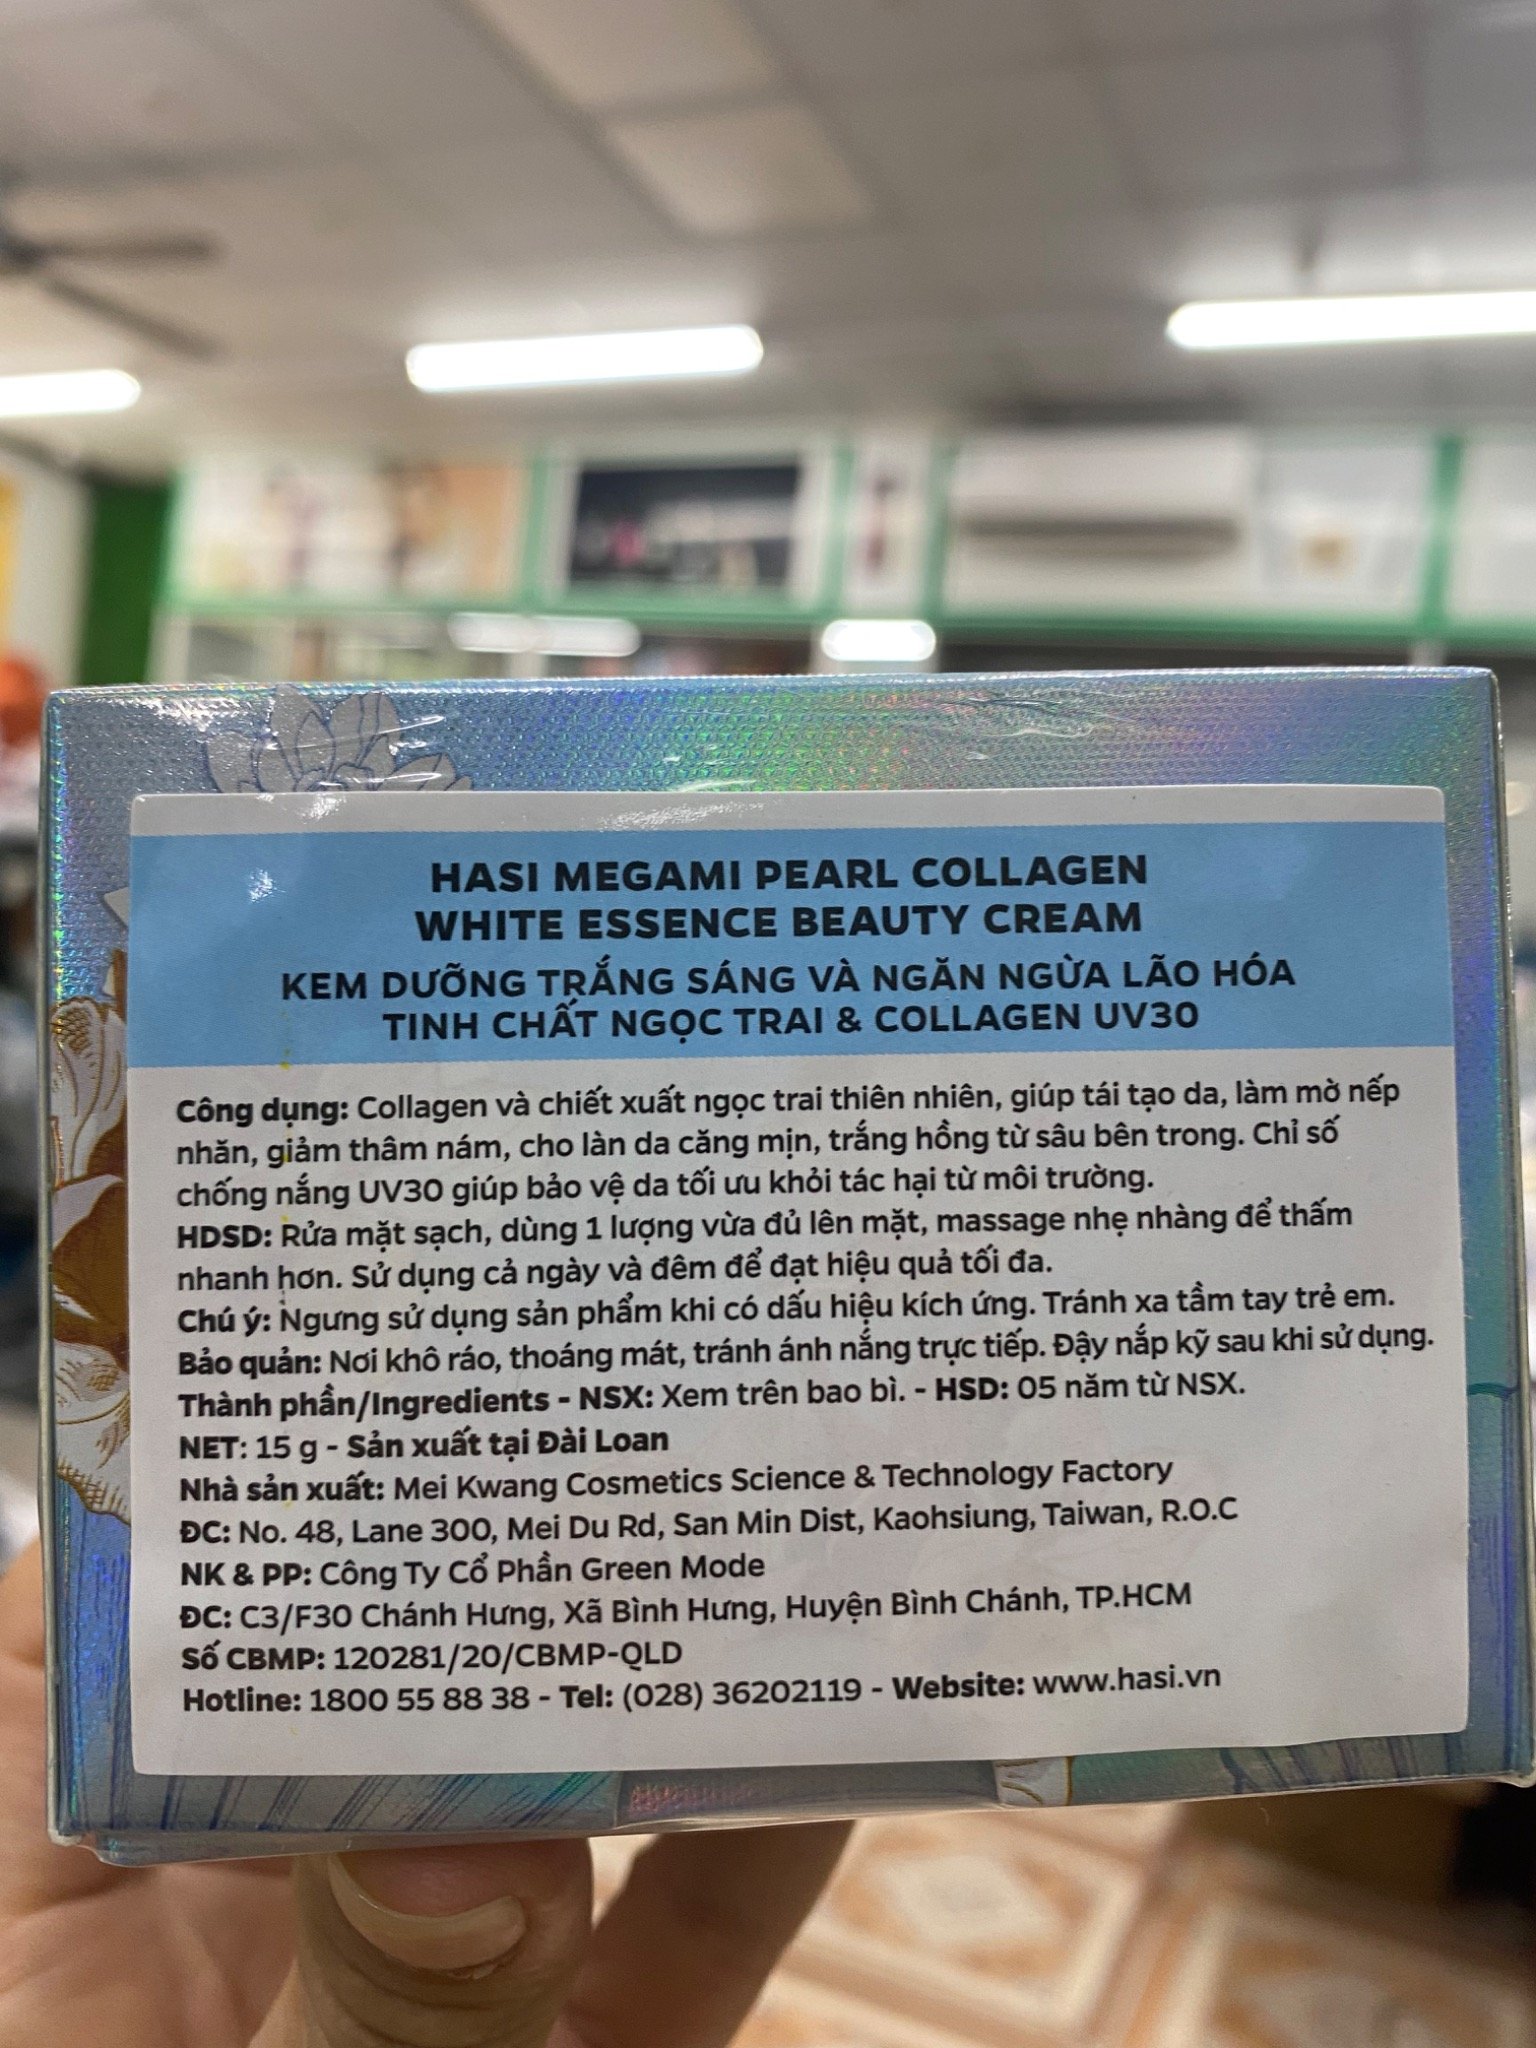 HASI MEGAMI PEARL COLLAGEN
WHITE ESSENCE BEAUTY CREAM
KEM DƯỠNG TRẮNG SÁNG VÀ NGĂN NGỪA LÃO HÓA
TINH CHẤT NGỌC TRAI & COLLAGEN UV30
Công dụng: Collagen và chiết xuất ngọc trai thiên nhiên, giúp tái tạo da, làm mờ nếp
nhăn, giảm thâm nám, cho làn da căng mịn, trắng hồng từ sâu bên trong. Chỉ số
chống nắng UV30 giúp bảo vệ da tối ưu khỏi tác hại từ môi trường.
HDSD: Rửa mặt sạch, dùng 1 lượng vừa đủ lên mặt, massage nhẹ nhàng để thấm
nhanh hơn. Sử dụng cả ngày và đêm để đạt hiệu quả tối đa.
Chú ý: Ngưng sử dụng sản phẩm khi có dấu hiệu kích ứng. Tránh xa tầm tay trẻ em.
Bảo quản: Nơi khô ráo, thoáng mát, tránh ánh nắng trực tiếp. Đậy nắp kỹ sau khi sử dụng.
Thành phần/Ingredients - NSX: Xem trên bao bì. - HSD: 05 năm từ NSX.
NET: 15 g - Sản xuất tại Đài Loan
Nhà sản xuất: Mei Kwang Cosmetics Science & Technology Factory
ĐC: No. 48, Lane 300, Mei Du Rd, San Min Dist, Kaohsiung, Taiwan, R.O.C
NK & PP: Công Ty Cổ Phần Green Mode
ĐC: C3/F30 Chánh Hưng, Xã Bình Hưng, Huyện Bình Chánh, TP.HCM
Số CBMP: 120281/20/CBMP-QLD
Hotline: 1800 55 88 38 - Tel: (028) 36202119 - Website: www.hasi.vn